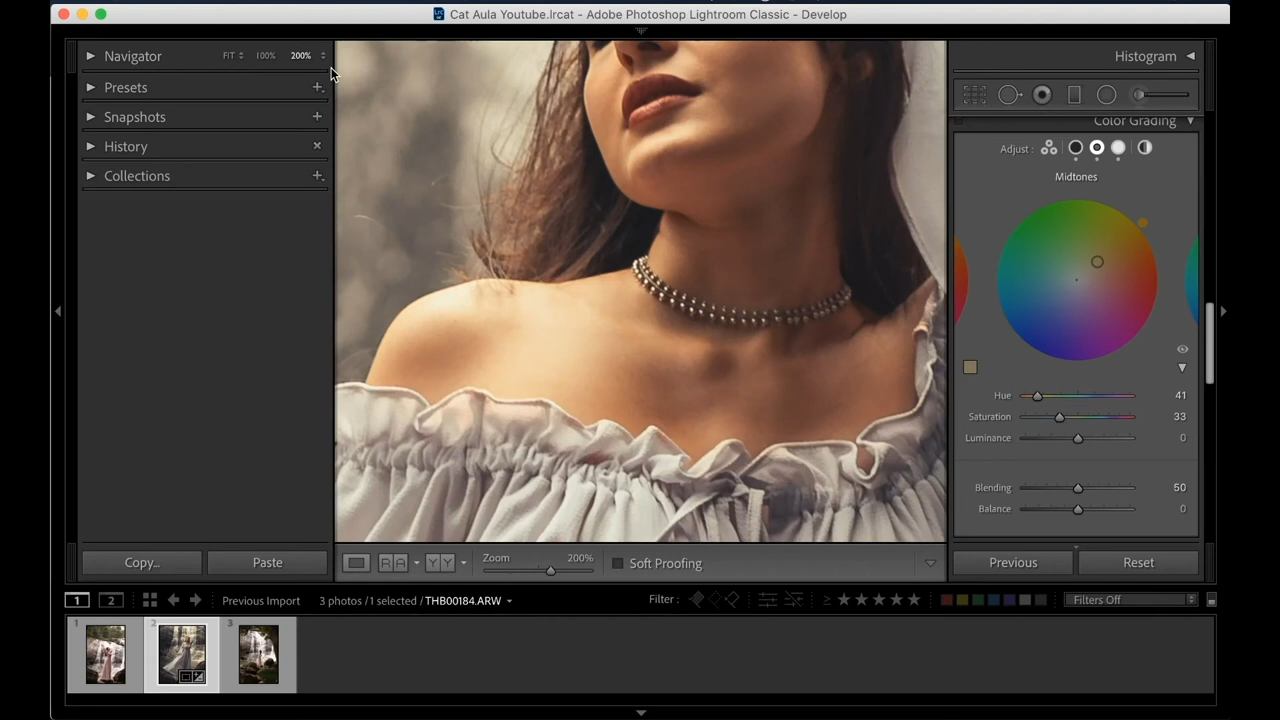 Cat Aula Youtube.lrcat - Adobe Photoshop Lightroom Classic - Develop
Navigator FIT 100% 200%
Presets
Snapshots
History
Collections
Histogram
Color Grading
Adjust :
Midtones
Hue 41
Saturation 33
Luminance 0
Blending 50
Balance 0
Copy... Paste
R A Y Y
Zoom 200%
Soft Proofing
Previous Reset
1 2 Previous Import 3 photos /1 selected / THB00184.ARW
Filter : ≥ Filters Off
1 2 3